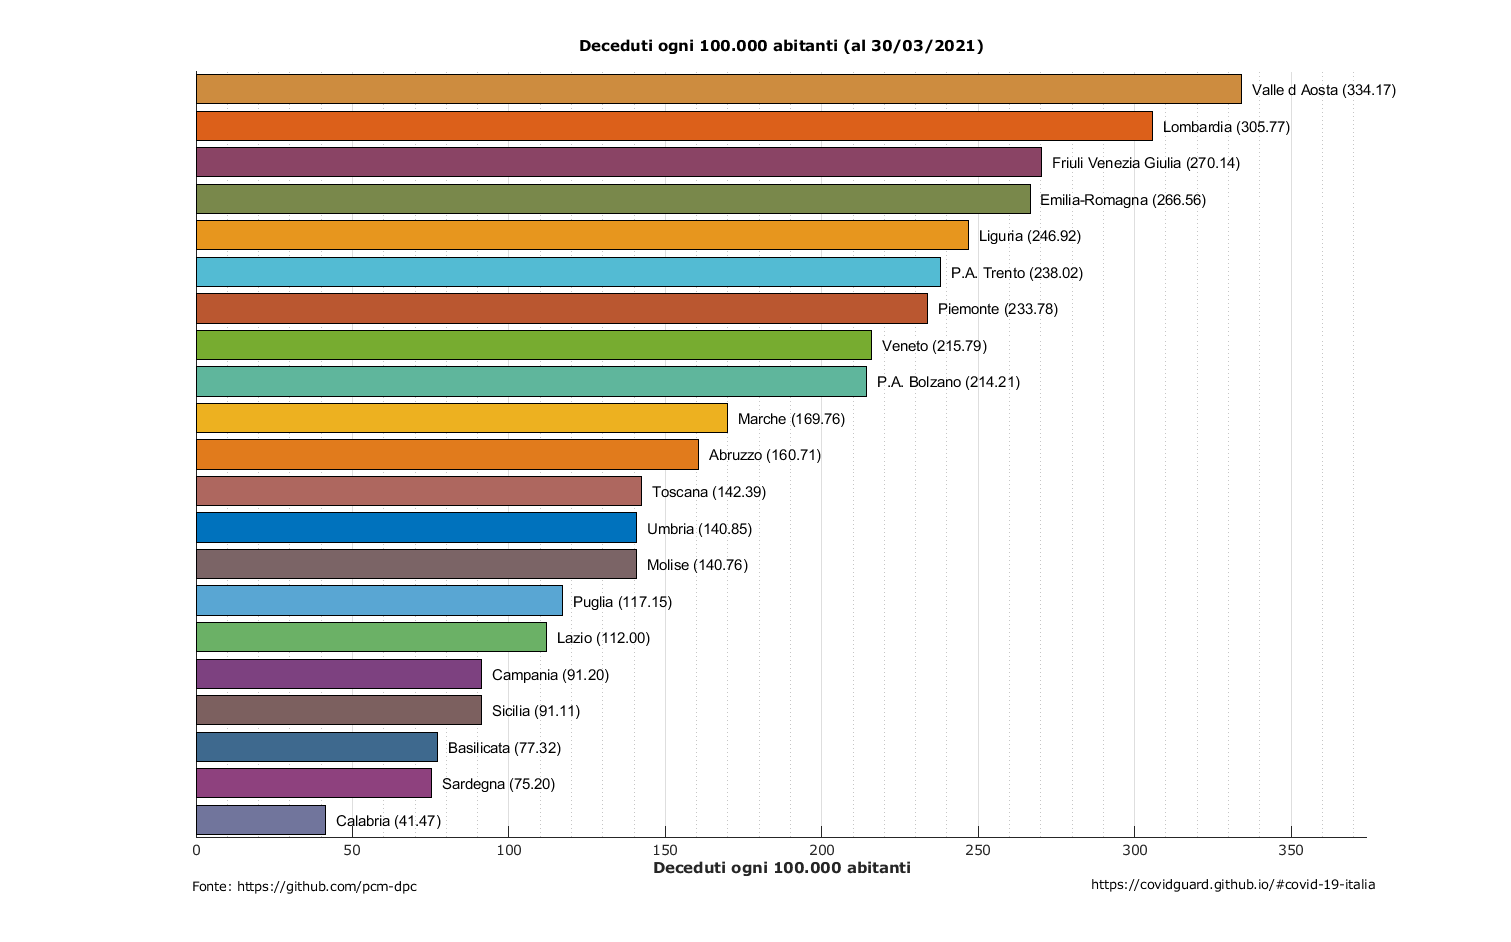 Deceduti ogni 100.000 abitanti (al 30/03/2021)
Valle d Aosta (334.17)
Lombardia (305.77)
Friuli Venezia Giulia (270.14)
Emilia-Romagna (266.56)
Liguria (246.92)
P.A. Trento (238.02)
Piemonte (233.78)
Veneto (215.79)
P.A. Bolzano (214.21)
Marche (169.76)
Abruzzo (160.71)
Toscana (142.39)
Umbria (140.85)
Molise (140.76)
Puglia (117.15)
Lazio (112.00)
Campania (91.20)
Sicilia (91.11)
Basilicata (77.32)
Sardegna (75.20)
Calabria (41.47)
0 50 100 150 200 250 300 350
Deceduti ogni 100.000 abitanti
Fonte: https://github.com/pcm-dpc
https://covidguard.github.io/#covid-19-italia